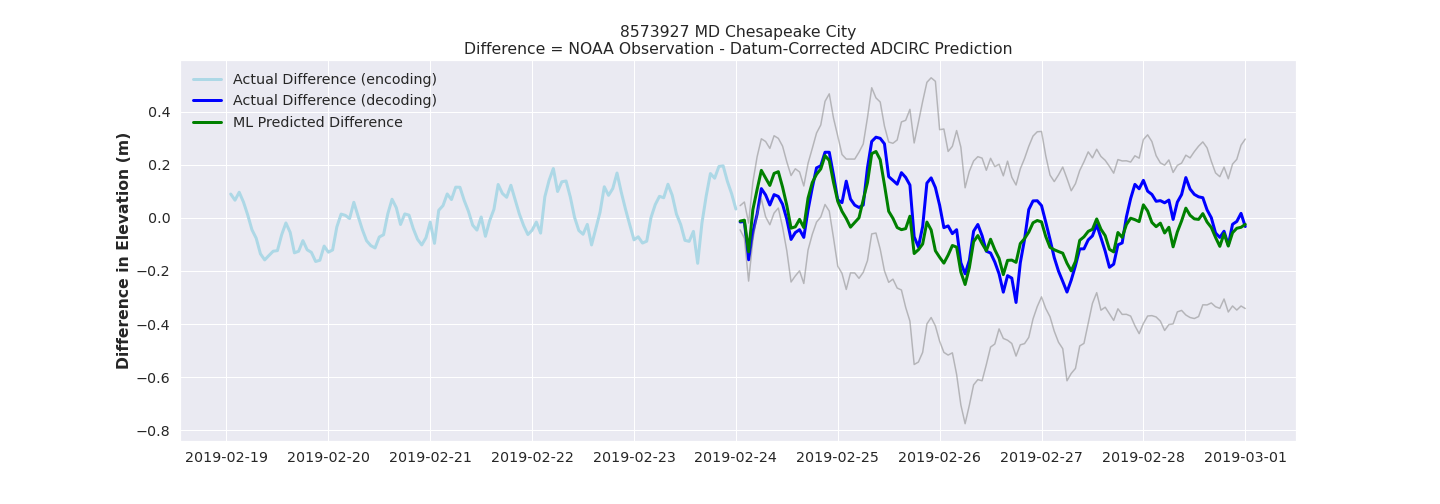 8573927 MD Chesapeake City
Difference = NOAA Observation - Datum-Corrected ADCIRC Prediction
Actual Difference (encoding)
Actual Difference (decoding)
ML Predicted Difference
Difference in Elevation (m)
0.4
0.2
0.0
−0.2
−0.4
−0.6
−0.8
2019-02-19 2019-02-20 2019-02-21 2019-02-22 2019-02-23 2019-02-24 2019-02-25 2019-02-26 2019-02-27 2019-02-28 2019-03-01